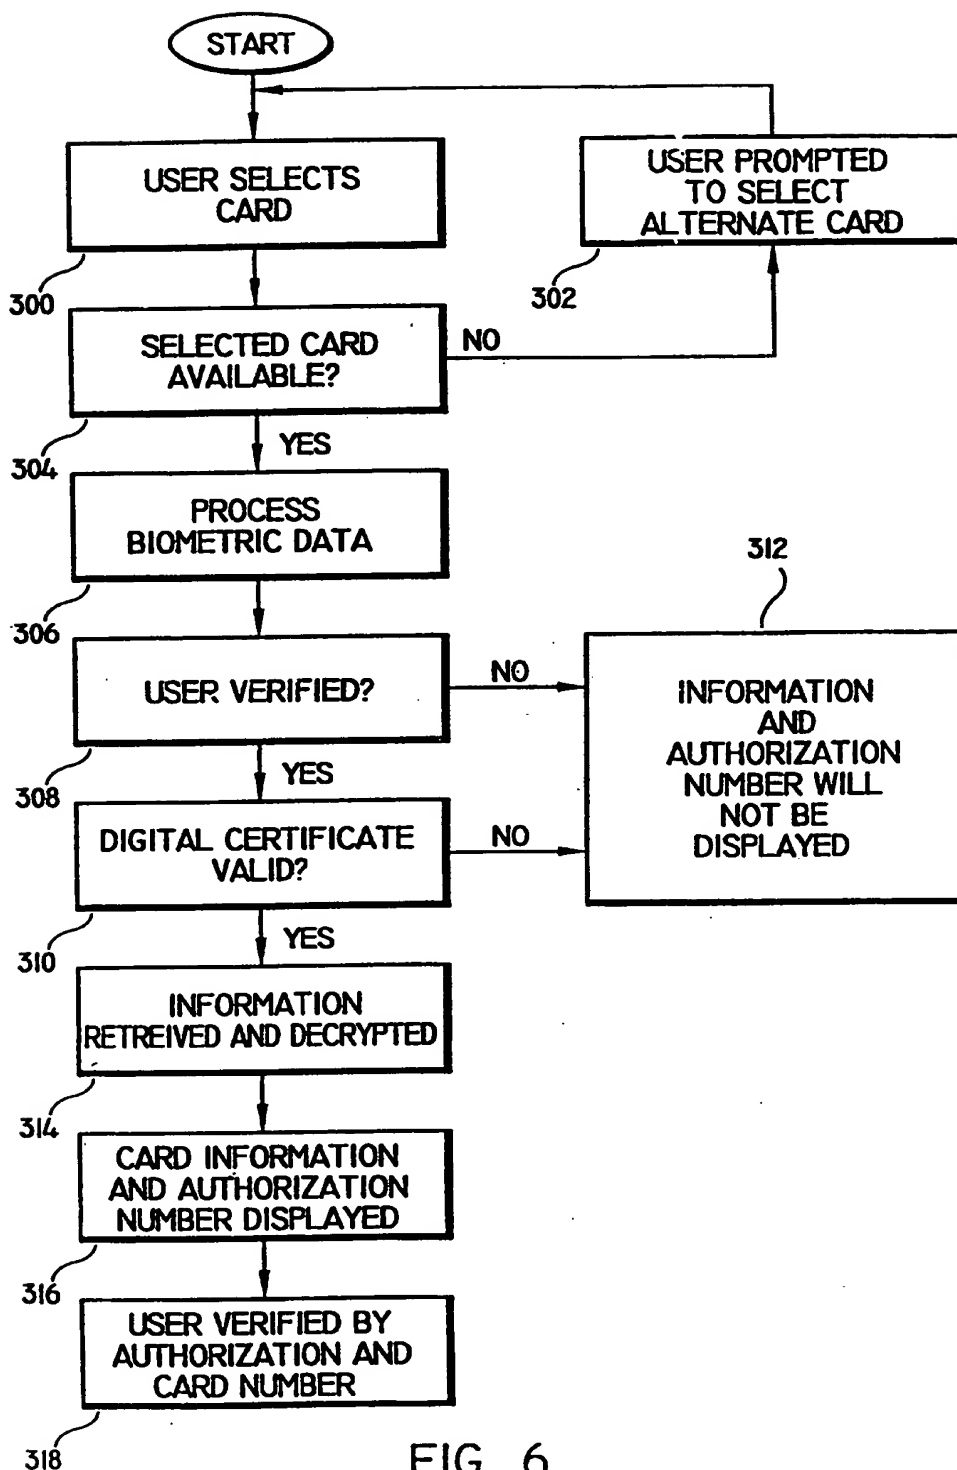 START
USER SELECTS
CARD
300
USER PROMPTED
TO SELECT
ALTERNATE CARD
302
SELECTED CARD
AVAILABLE?
NO
304
YES
PROCESS
BIOMETRIC DATA
306
312
USER VERIFIED?
NO
INFORMATION
AND
AUTHORIZATION
NUMBER WILL
NOT BE
DISPLAYED
308
YES
DIGITAL CERTIFICATE
VALID?
NO
310
YES
INFORMATION
RETREIVED AND DECRYPTED
314
CARD INFORMATION
AND AUTHORIZATION
NUMBER DISPLAYED
316
USER VERIFIED BY
AUTHORIZATION AND
CARD NUMBER
318
FIG. 6